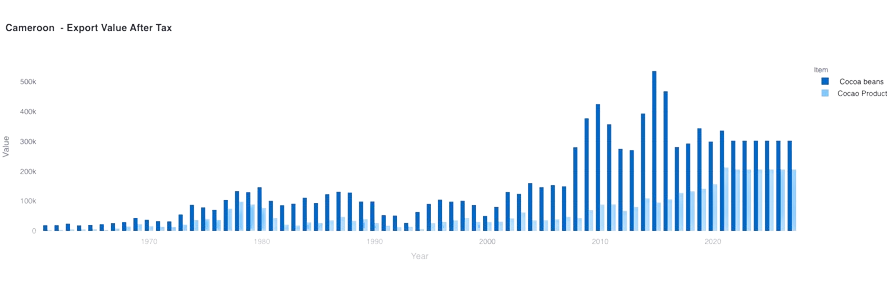 Cameroon - Export Value After Tax
Item
Cocoa beans
Cocao Product
Value
500k
400k
300k
200k
100k
0
1970
1980
1990
2000
2010
2020
Year